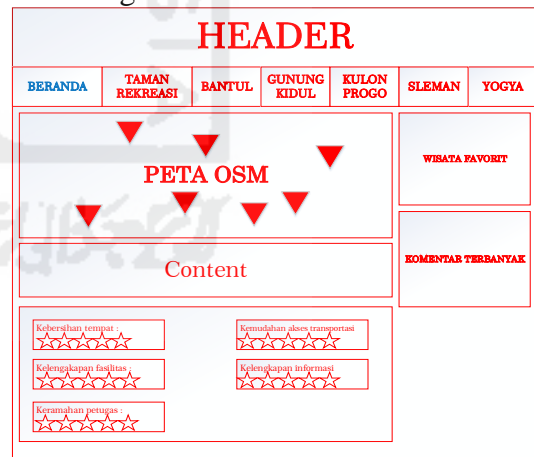 HEADER
BERANDA
TAMAN
REKREASI
BANTUL
GUNUNG
KIDUL
KULON
PROGO
SLEMAN
YOGYA
PETA OSM
WISATA FAVORIT
KOMENTAR TERBANYAK
Content
Kebersihan tempat :
Kemudahan akses transportasi
Kelengakapan fasilitas :
Kelengkapan informasi
Keramahan petugas :